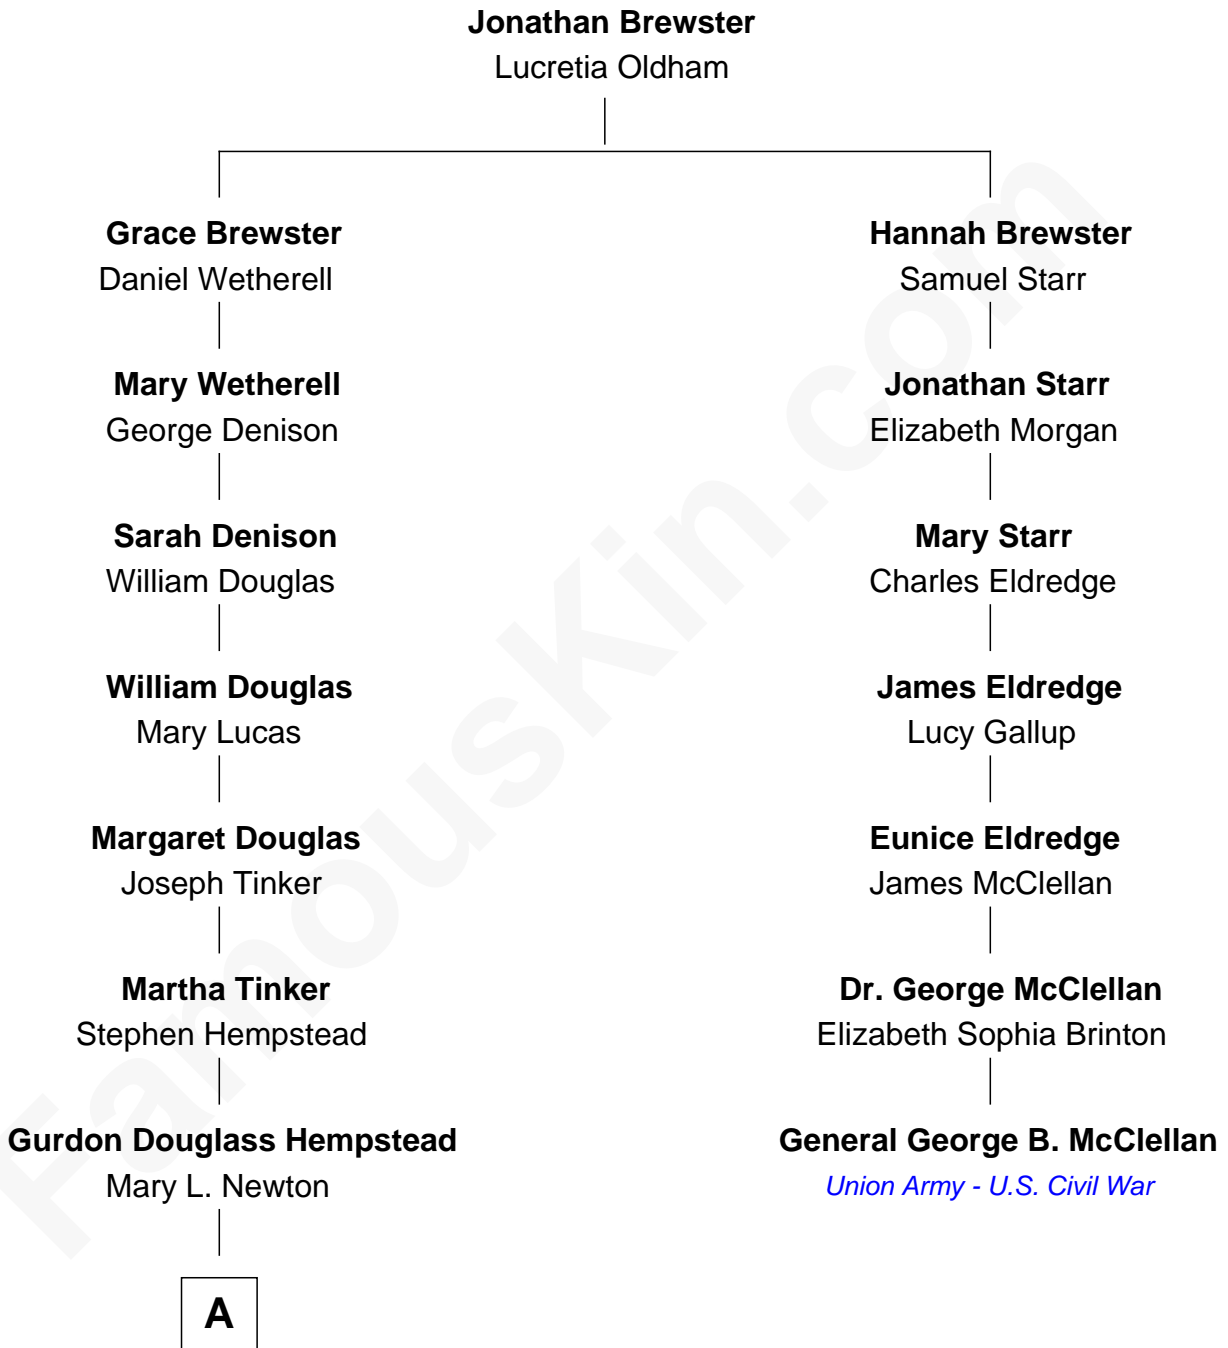 Jonathan Brewster
Lucretia Oldham
Grace Brewster
Daniel Wetherell
Mary Wetherell
George Denison
Sarah Denison
William Douglas
William Douglas
Mary Lucas
Margaret Douglas
Joseph Tinker
Martha Tinker
Stephen Hempstead
Gurdon Douglass Hempstead
Mary L. Newton
A
Hannah Brewster
Samuel Starr
Jonathan Starr
Elizabeth Morgan
Mary Starr
Charles Eldredge
James Eldredge
Lucy Gallup
Eunice Eldredge
James McClellan
Dr. George McClellan
Elizabeth Sophia Brinton
General George B. McClellan
Union Army - U.S. Civil War
FamousKin.com